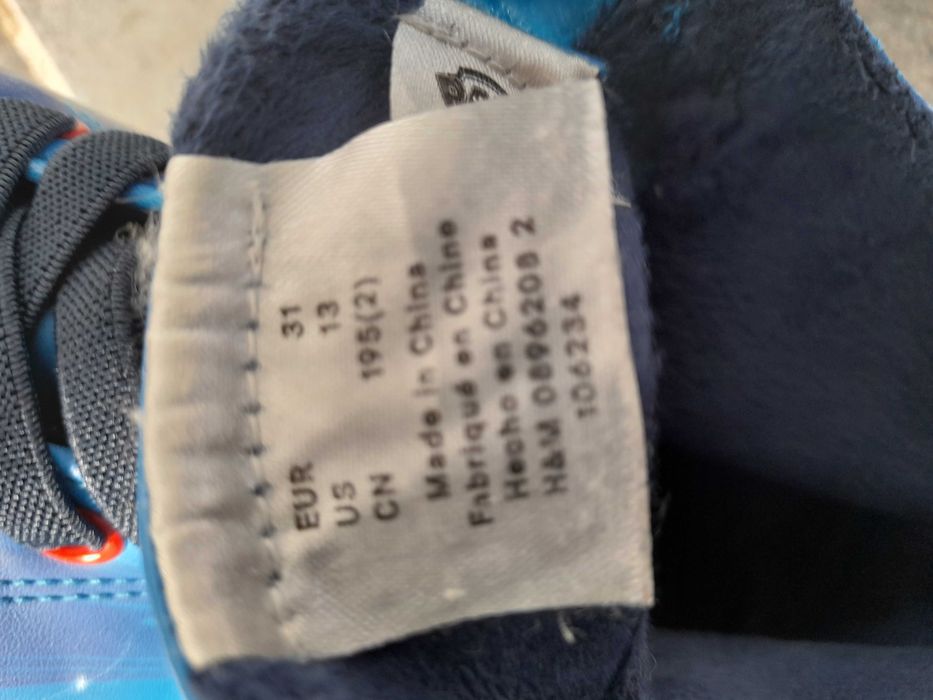 EUR 31
US 13
CN 195(2)
Made in China
Fabriqué en Chine
Hecho en China
H&M 0896208 2
106234